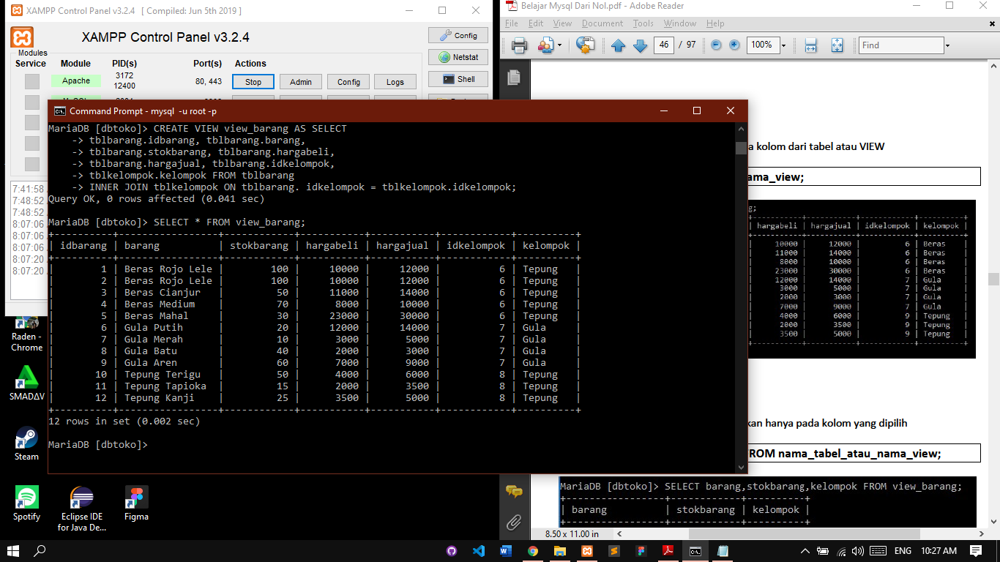 XAMPP Control Panel v3.2.4 [ Compiled: Jun 5th 2019 ]
XAMPP Control Panel v3.2.4
Modules
Service Module PID(s) Port(s) Actions
Apache 3172 12400 80, 443 Stop Admin Config Logs
Config
Netstat
Shell
7:41:58
7:48:52
7:48:52
8:07:06
8:07:06
8:07:06
8:07:20
8:07:20
Belajar Mysql Dari Nol.pdf - Adobe Reader
File Edit View Document Tools Window Help
46 / 97 100% Find
Command Prompt - mysql -u root -p
MariaDB [dbtoko]> CREATE VIEW view_barang AS SELECT
-> tblbarang.idbarang, tblbarang.barang,
-> tblbarang.stokbarang, tblbarang.hargabeli,
-> tblbarang.hargajual, tblbarang.idkelompok,
-> tblkelompok.kelompok FROM tblbarang
-> INNER JOIN tblkelompok ON tblbarang. idkelompok = tblkelompok.idkelompok;
Query OK, 0 rows affected (0.041 sec)
MariaDB [dbtoko]> SELECT * FROM view_barang;
+----------+-----------------+------------+-----------+-----------+------------+----------+
| idbarang | barang | stokbarang | hargabeli | hargajual | idkelompok | kelompok |
+----------+-----------------+------------+-----------+-----------+------------+----------+
| 1 | Beras Rojo Lele | 100 | 10000 | 12000 | 6 | Tepung |
| 2 | Beras Rojo Lele | 100 | 10000 | 12000 | 6 | Tepung |
| 3 | Beras Cianjur | 50 | 11000 | 14000 | 6 | Tepung |
| 4 | Beras Medium | 70 | 8000 | 10000 | 6 | Tepung |
| 5 | Beras Mahal | 30 | 23000 | 30000 | 6 | Tepung |
| 6 | Gula Putih | 20 | 12000 | 14000 | 7 | Gula |
| 7 | Gula Merah | 10 | 3000 | 5000 | 7 | Gula |
| 8 | Gula Batu | 40 | 2000 | 3000 | 7 | Gula |
| 9 | Gula Aren | 60 | 7000 | 9000 | 7 | Gula |
| 10 | Tepung Terigu | 50 | 4000 | 6000 | 8 | Tepung |
| 11 | Tepung Tapioka | 15 | 2000 | 3500 | 8 | Tepung |
| 12 | Tepung Kanji | 25 | 3500 | 5000 | 8 | Tepung |
+----------+-----------------+------------+-----------+-----------+------------+----------+
12 rows in set (0.002 sec)
MariaDB [dbtoko]>
a kolom dari tabel atau VIEW
ama_view;
g;
hargabeli | hargajual | idkelompok | kelompok |
10000 | 12000 | 6 | Beras
11000 | 14000 | 6 | Beras
8000 | 10000 | 6 | Beras
23000 | 30000 | 6 | Beras
12000 | 14000 | 7 | Gula
3000 | 5000 | 7 | Gula
2000 | 3000 | 7 | Gula
7000 | 9000 | 7 | Gula
4000 | 6000 | 9 | Tepung
2000 | 3500 | 9 | Tepung
3500 | 5000 | 9 | Tepung
kan hanya pada kolom yang dipilih
ROM nama_tabel_atau_nama_view;
MariaDB [dbtoko]> SELECT barang,stokbarang,kelompok FROM view_barang;
+-----------------+------------+----------+
| barang | stokbarang | kelompok |
+-----------------+------------+----------+
8.50 x 11.00 in
Raden -
Chrome
SMADΔV
Steam
Spotify
Eclipse IDE
for Java De...
Figma
ENG 10:27 AM